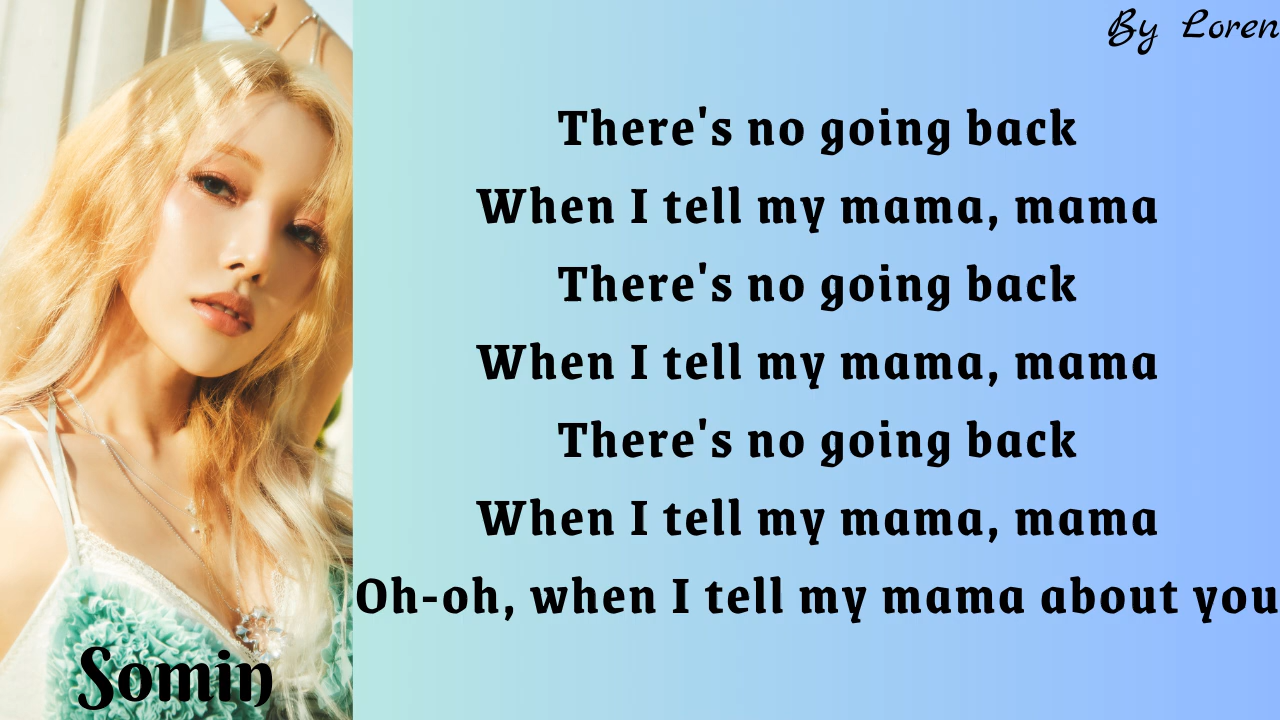 By Loren
There's no going back
When I tell my mama, mama
There's no going back
When I tell my mama, mama
There's no going back
When I tell my mama, mama
Oh-oh, when I tell my mama about you
Somin